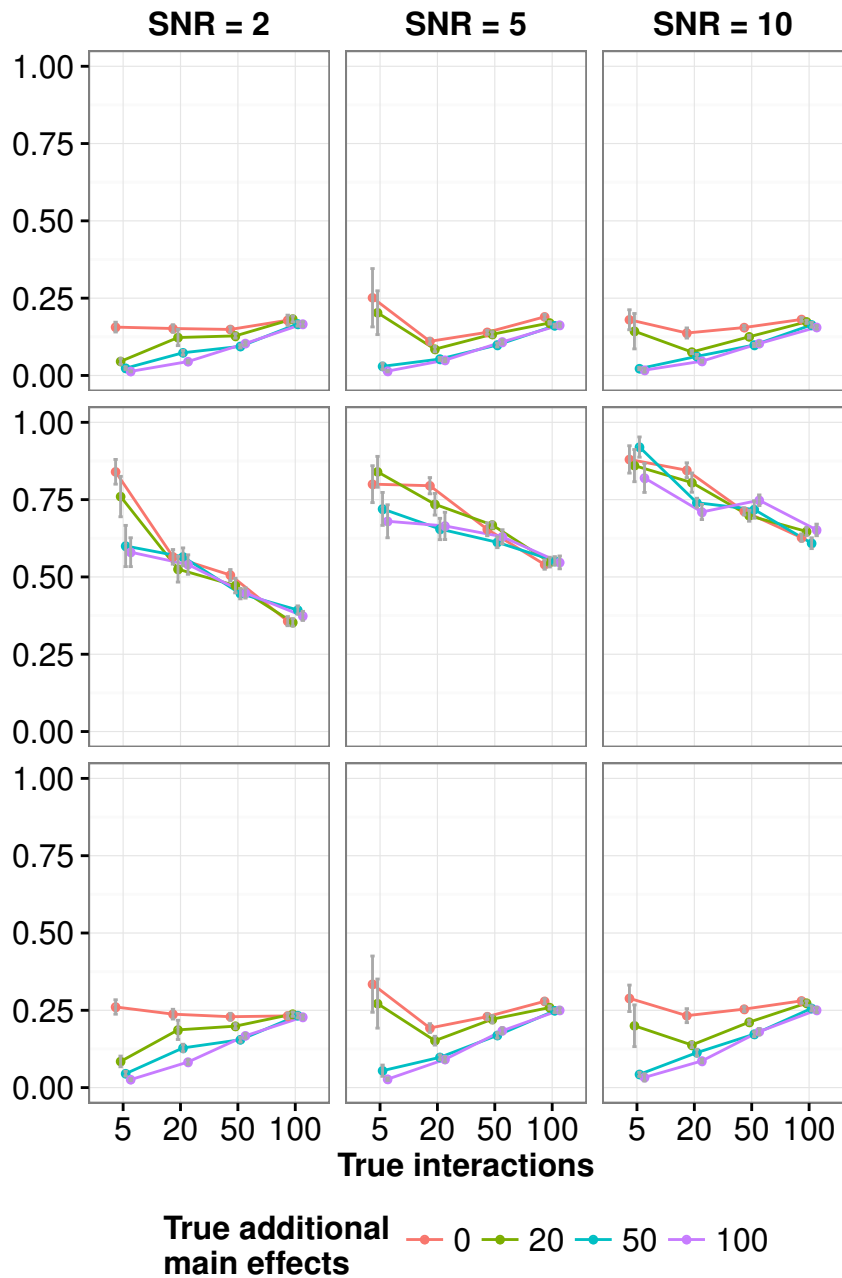 SNR = 2 SNR = 5 SNR = 10
1.00
0.75
0.50
0.25
0.00
1.00
0.75
0.50
0.25
0.00
1.00
0.75
0.50
0.25
0.00
5 20 50 100 5 20 50 100 5 20 50 100
True interactions
True additional
main effects
0 20 50 100